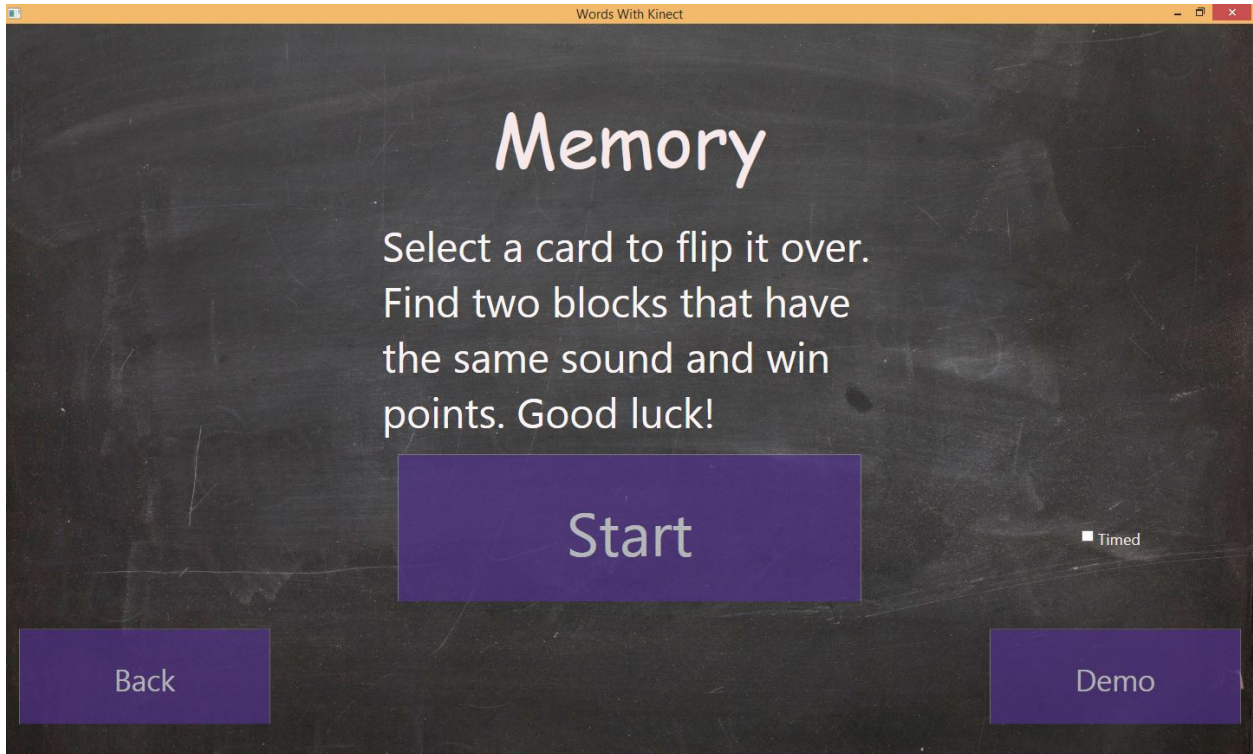 Words With Kinect
Memory
Select a card to flip it over.
Find two blocks that have
the same sound and win
points. Good luck!
Start
Timed
Back
Demo